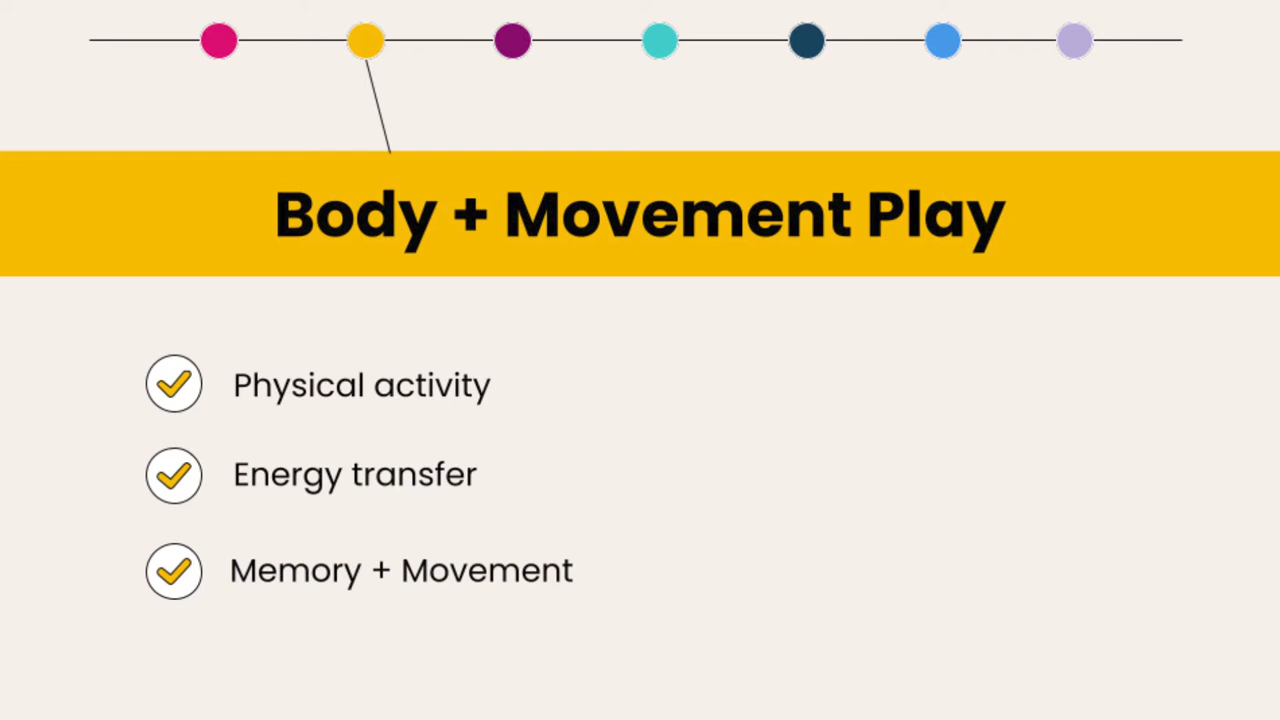 Body + Movement Play
Physical activity
Energy transfer
Memory + Movement